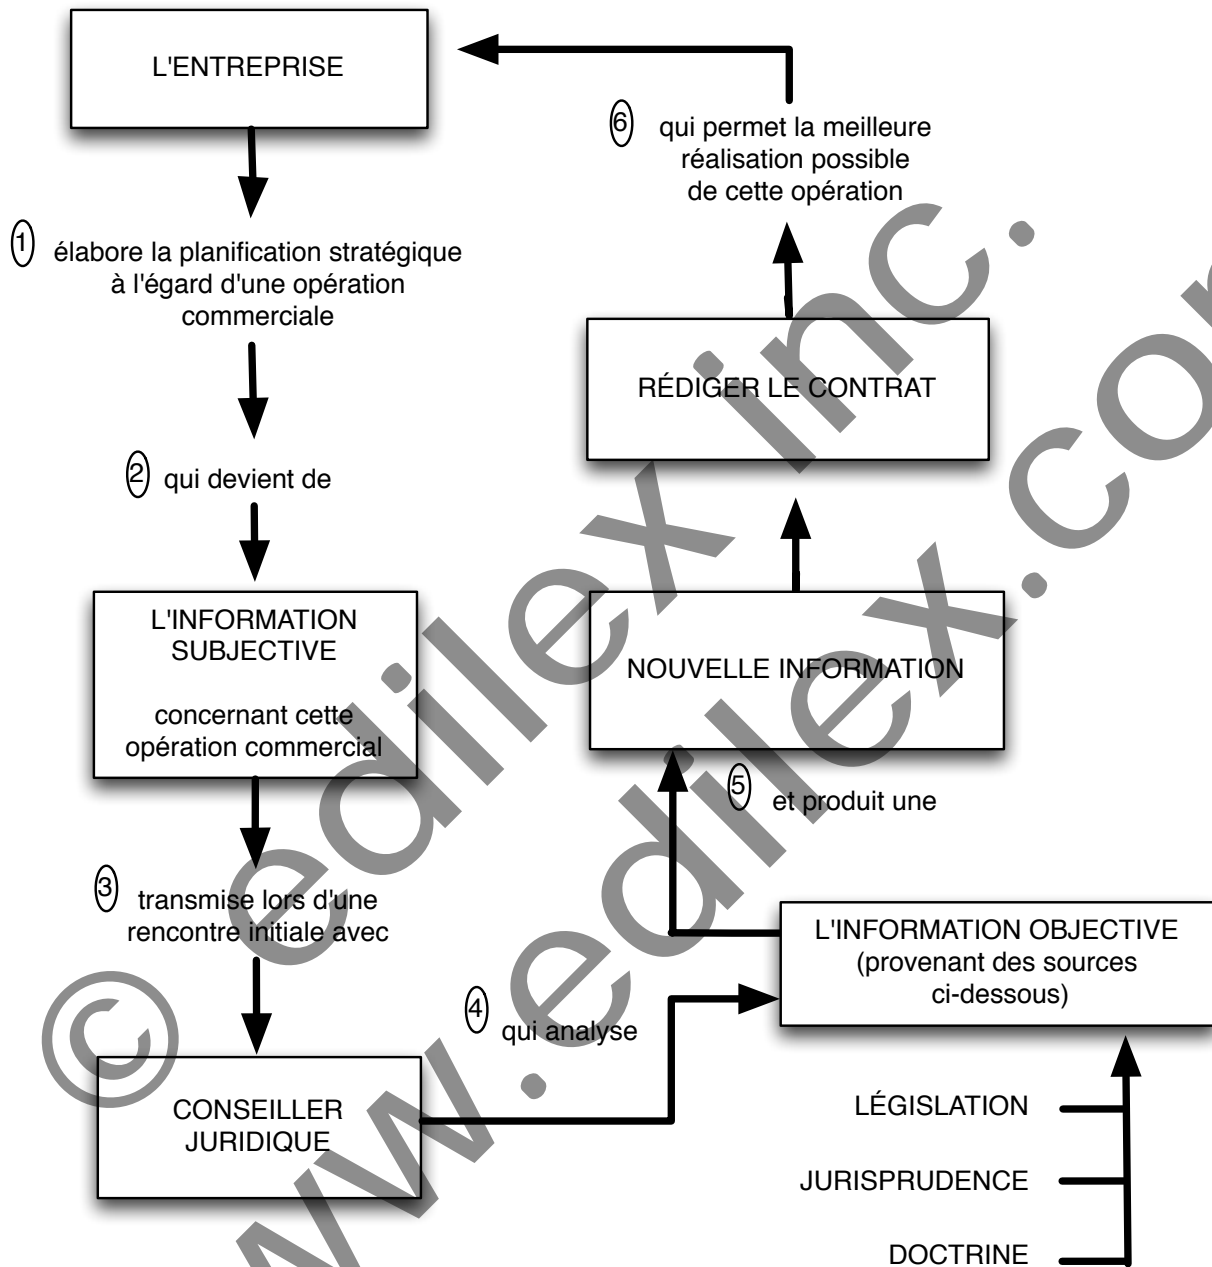 L'ENTREPRISE
1
élabore la planification stratégique
à l'égard d'une opération
commerciale
2
qui devient de
L'INFORMATION
SUBJECTIVE
concernant cette
opération commercial
3
transmise lors d'une
rencontre initiale avec
CONSEILLER
JURIDIQUE
4
qui analyse
L'INFORMATION OBJECTIVE
(provenant des sources
ci-dessous)
LÉGISLATION
JURISPRUDENCE
DOCTRINE
5
et produit une
NOUVELLE INFORMATION
RÉDIGER LE CONTRAT
6
qui permet la meilleure
réalisation possible
de cette opération
© edilex inc.
www.edilex.com